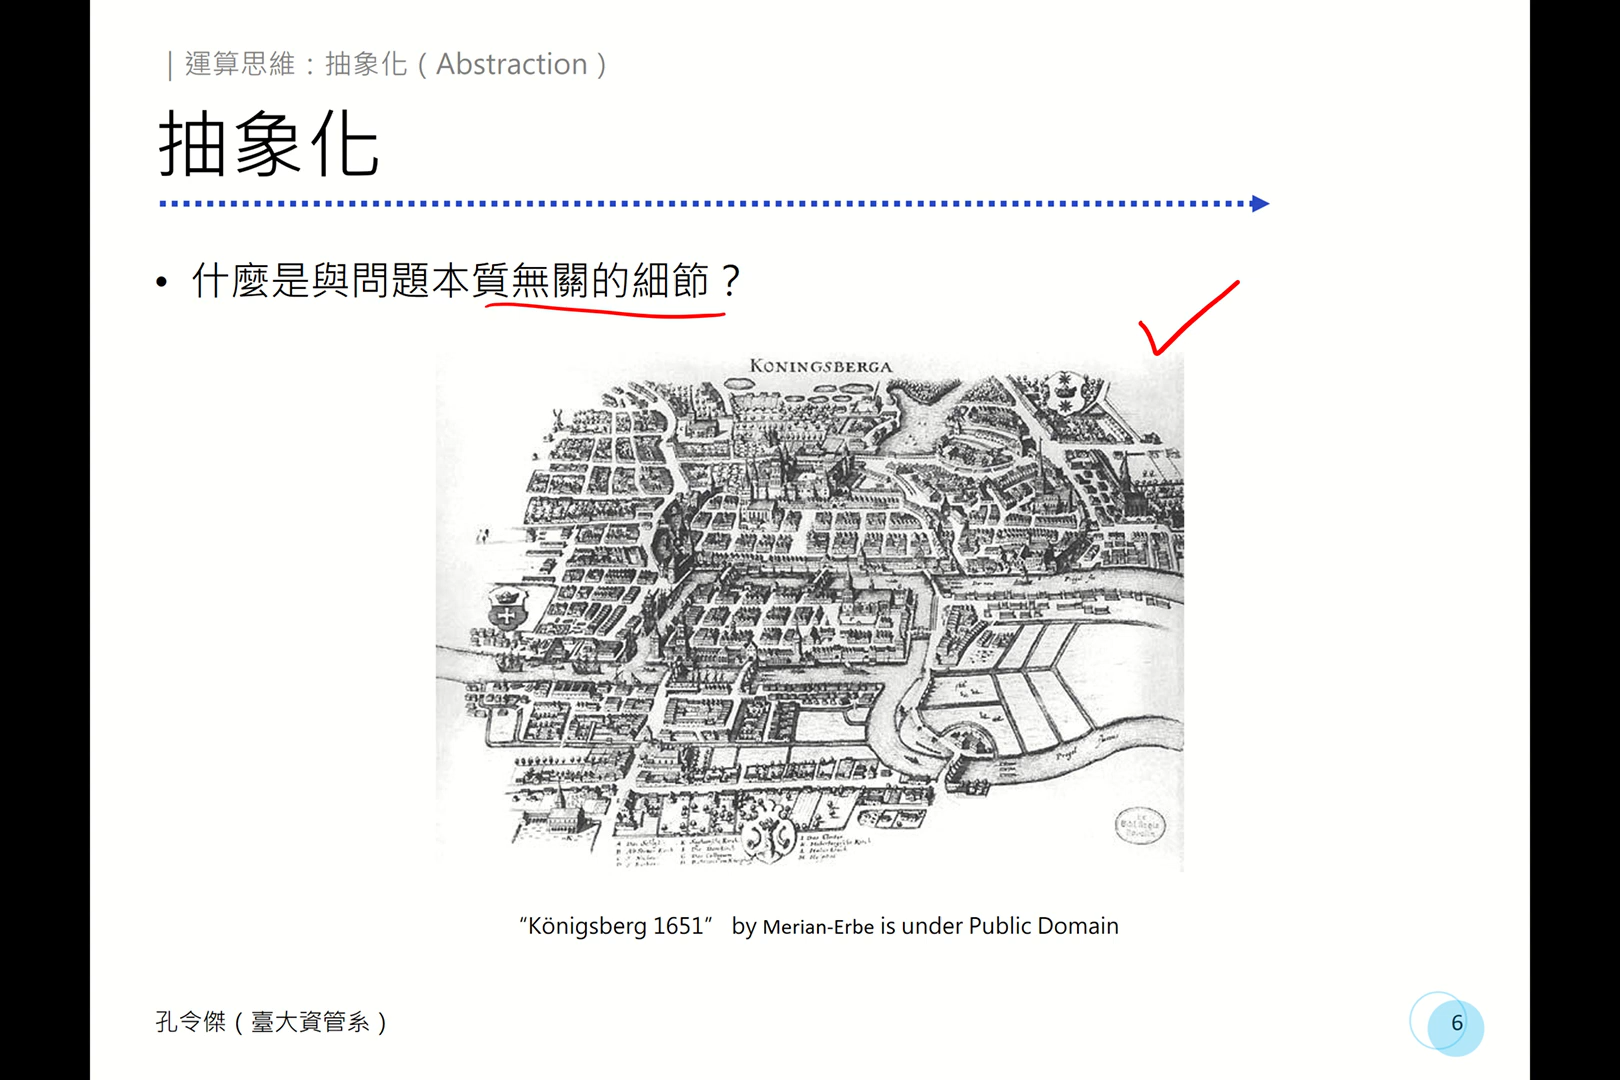 ｜運算思維：抽象化（Abstraction）
抽象化
• 什麼是與問題本質無關的細節？
KONINGSBERGA
“Königsberg 1651” by Merian-Erbe is under Public Domain
孔令傑（臺大資管系）
6